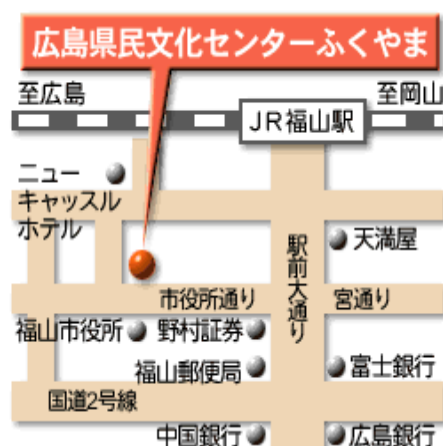 広島県民文化センターふくやま
至広島
至岡山
JR福山駅
ニュー
キャッスル
ホテル
天満屋
駅前大通り
市役所通り
宮通り
福山市役所
野村証券
福山郵便局
富士銀行
国道2号線
中国銀行
広島銀行